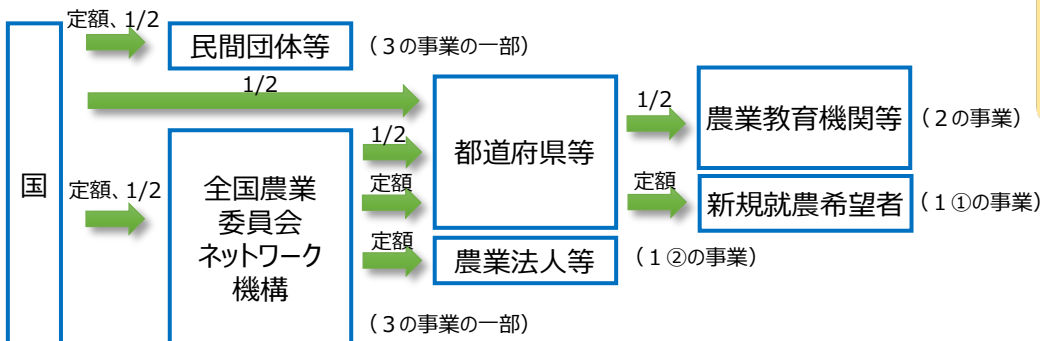 定額、1/2
民間団体等
（３の事業の一部）
1/2
国
定額、1/2
全国農業
委員会
ネットワーク
機構
（３の事業の一部）
1/2
定額
定額
都道府県等
農業法人等
（１②の事業）
1/2
農業教育機関等
（２の事業）
定額
新規就農希望者
（１①の事業）